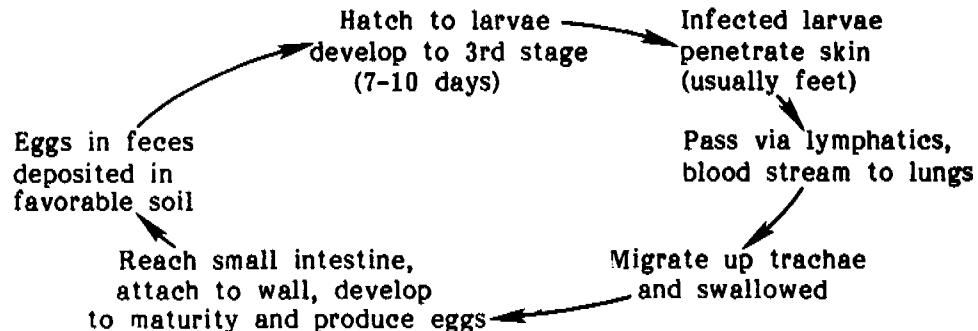 Hatch to larvae
develop to 3rd stage
(7-10 days)
Infected larvae
penetrate skin
(usually feet)
Pass via lymphatics,
blood stream to lungs
Migrate up trachae
and swallowed
Reach small intestine,
attach to wall, develop
to maturity and produce eggs
Eggs in feces
deposited in
favorable soil